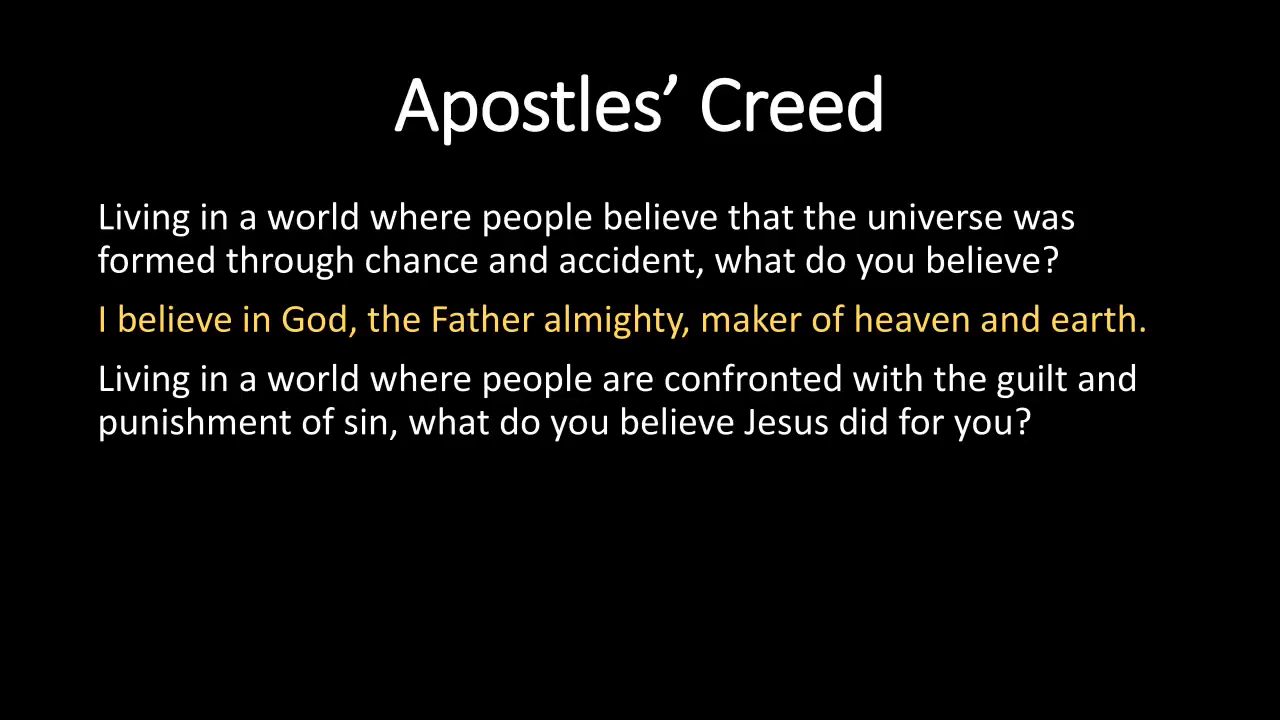 Apostles’ Creed
Living in a world where people believe that the universe was
formed through chance and accident, what do you believe?
I believe in God, the Father almighty, maker of heaven and earth.
Living in a world where people are confronted with the guilt and
punishment of sin, what do you believe Jesus did for you?